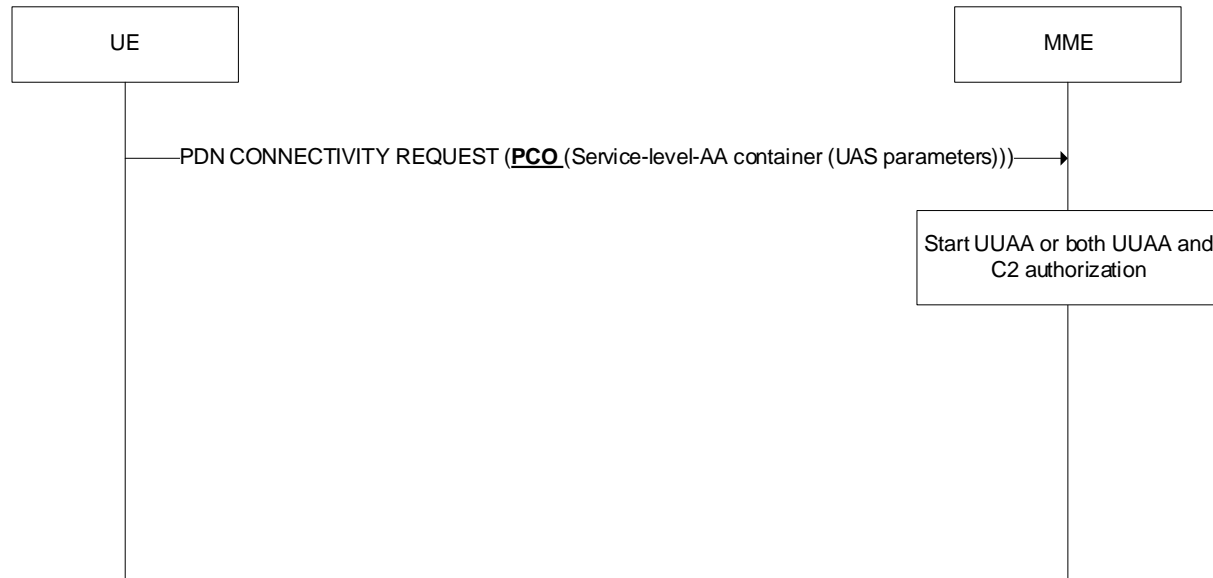 UE
MME
PDN CONNECTIVITY REQUEST (PCO (Service-level-AA container (UAS parameters)))
Start UUAA or both UUAA and
C2 authorization